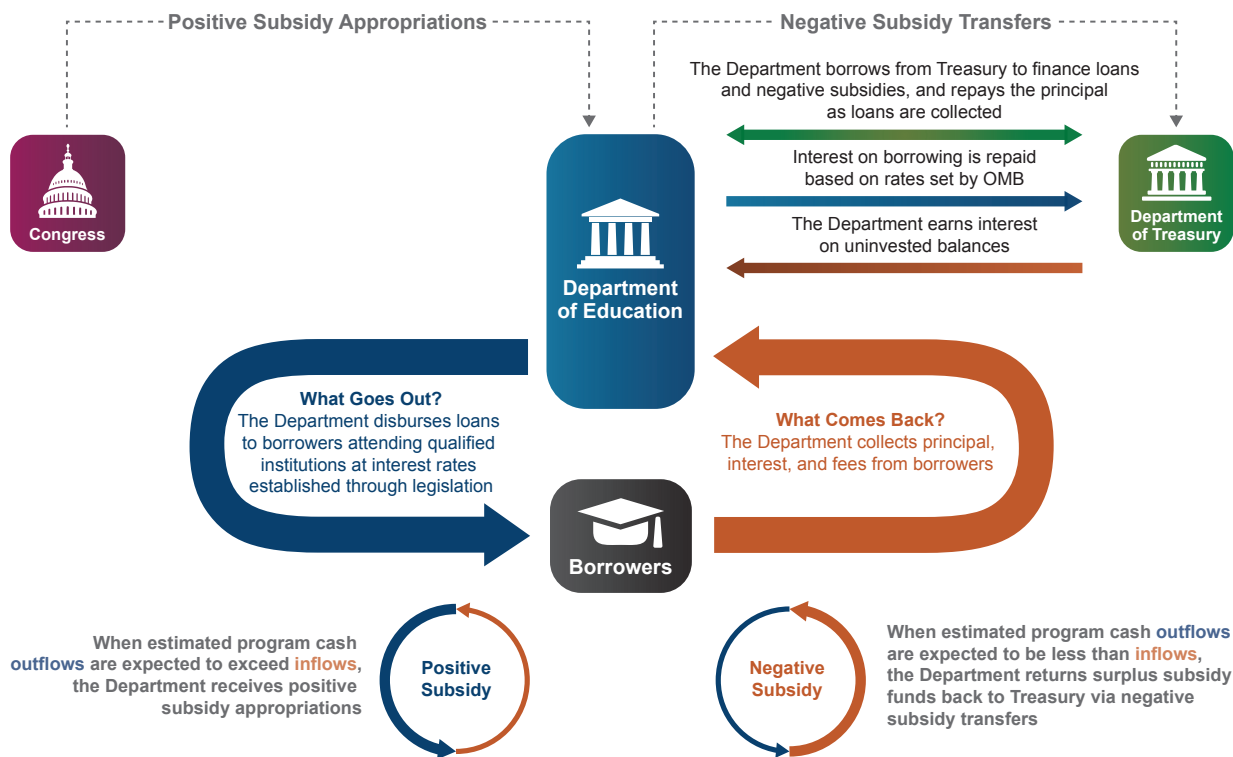 Positive Subsidy Appropriations
Negative Subsidy Transfers
The Department borrows from Treasury to finance loans
and negative subsidies, and repays the principal
as loans are collected
Interest on borrowing is repaid
based on rates set by OMB
The Department earns interest
on uninvested balances
Congress
Department
of Education
Department
of Treasury
What Goes Out?
The Department disburses loans
to borrowers attending qualified
institutions at interest rates
established through legislation
What Comes Back?
The Department collects principal,
interest, and fees from borrowers
Borrowers
When estimated program cash
outflows are expected to exceed inflows,
the Department receives positive
subsidy appropriations
Positive
Subsidy
Negative
Subsidy
When estimated program cash outflows
are expected to be less than inflows,
the Department returns surplus subsidy
funds back to Treasury via negative
subsidy transfers